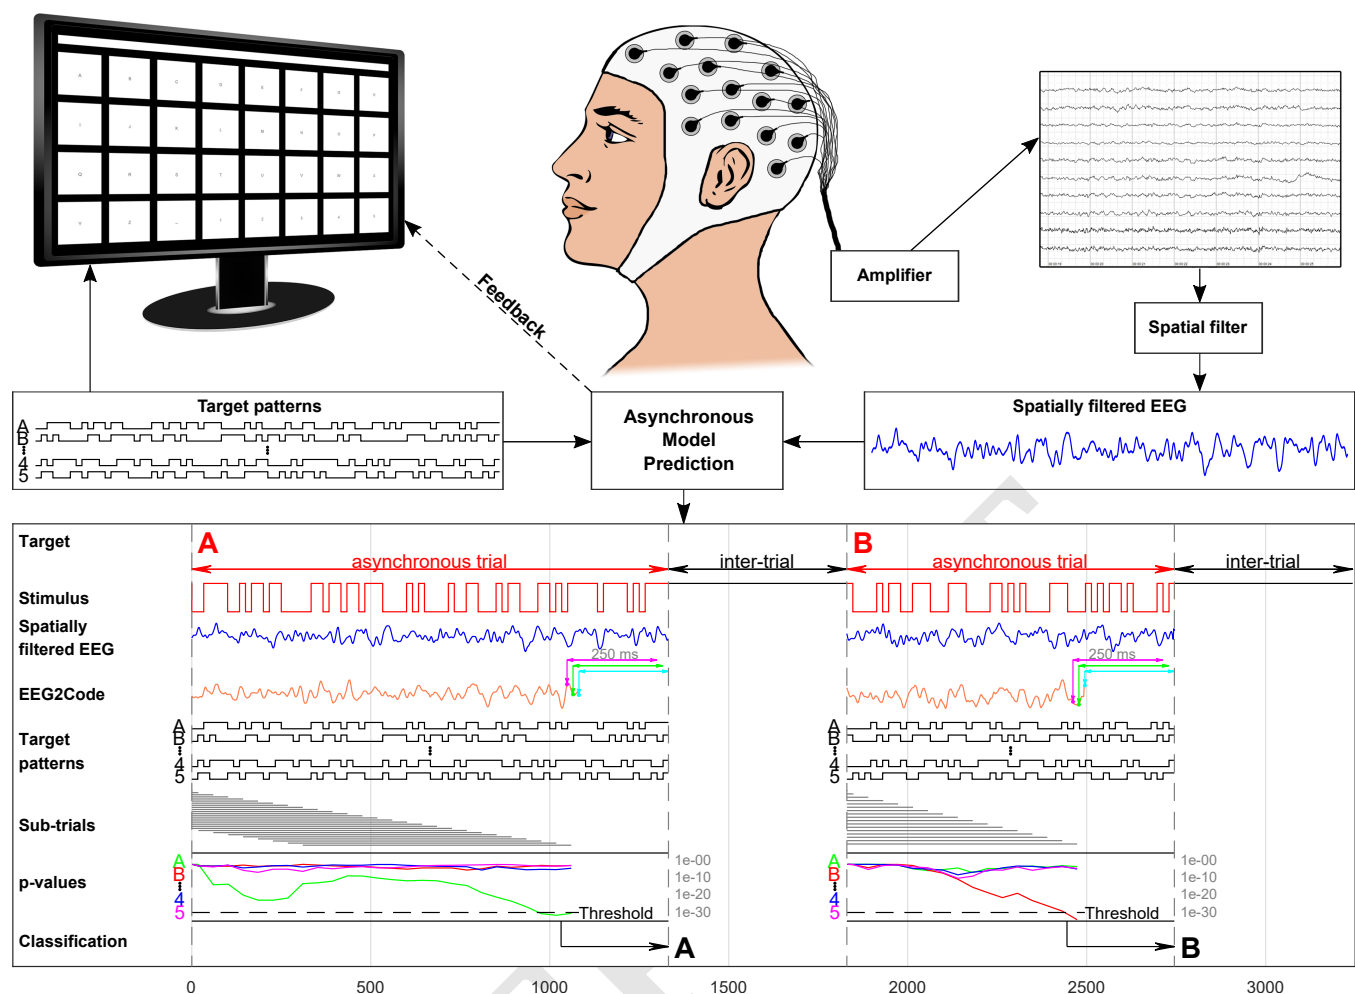 Amplifier
Spatial filter
Feedback
Target patterns
A
B
4
5
Asynchronous
Model
Prediction
Spatially filtered EEG
Target
A
B
asynchronous trial
inter-trial
asynchronous trial
inter-trial
Stimulus
Spatially
filtered EEG
250 ms
250 ms
EEG2Code
Target
patterns
A
B
4
5
A
B
4
5
Sub-trials
p-values
A
B
4
5
1e-00
1e-10
1e-20
1e-30
Threshold
A
B
4
5
1e-00
1e-10
1e-20
1e-30
Threshold
Classification
A
B
0 500 1000 1500 2000 2500 3000